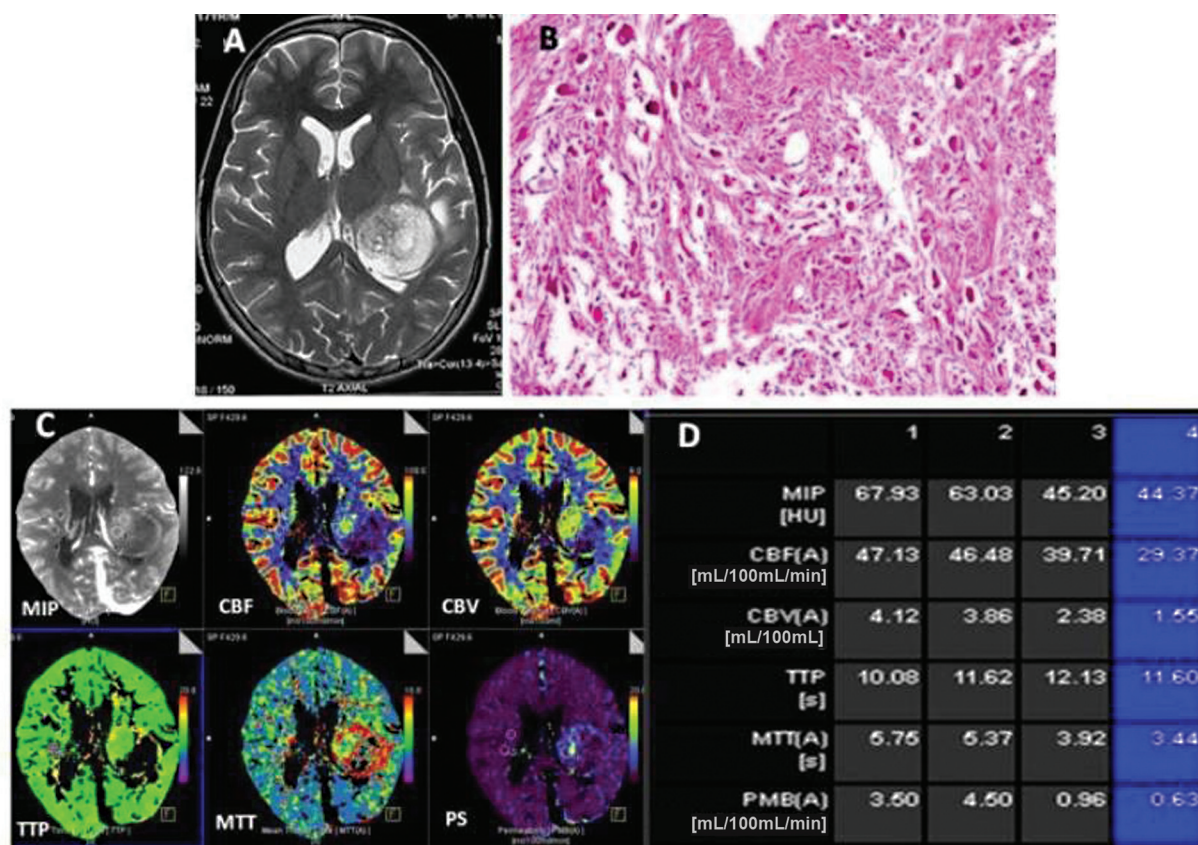 A
B
22
T2 AXIAL
C
MIP
CBF
CBV
TTP
MTT
PS
D
1 2 3 4
MIP 67.93 63.03 45.20 44.37
[HU]
CBF(A) 47.13 46.48 39.71 29.37
[mL/100mL/min]
CBV(A) 4.12 3.86 2.38 1.55
[mL/100mL]
TTP 10.08 11.62 12.13 11.60
[s]
MTT(A) 5.75 5.37 3.92 3.44
[s]
PMB(A) 3.50 4.50 0.96 0.63
[mL/100mL/min]